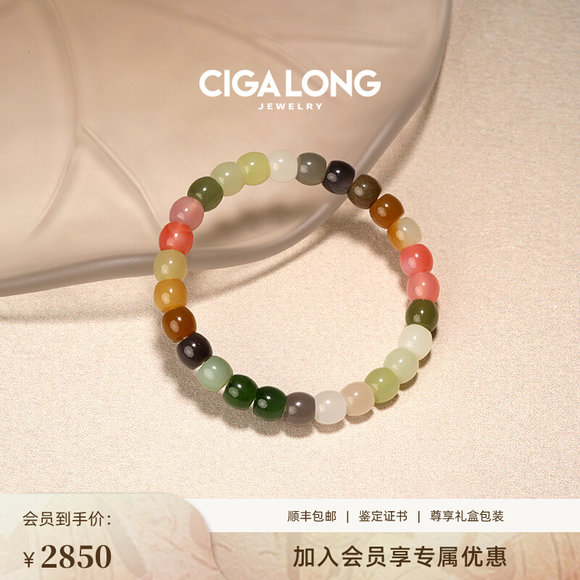 CIGALONG
JEWELRY
会员到手价：
顺丰包邮 | 鉴定证书 | 尊享礼盒包装
¥2850
加入会员享专属优惠